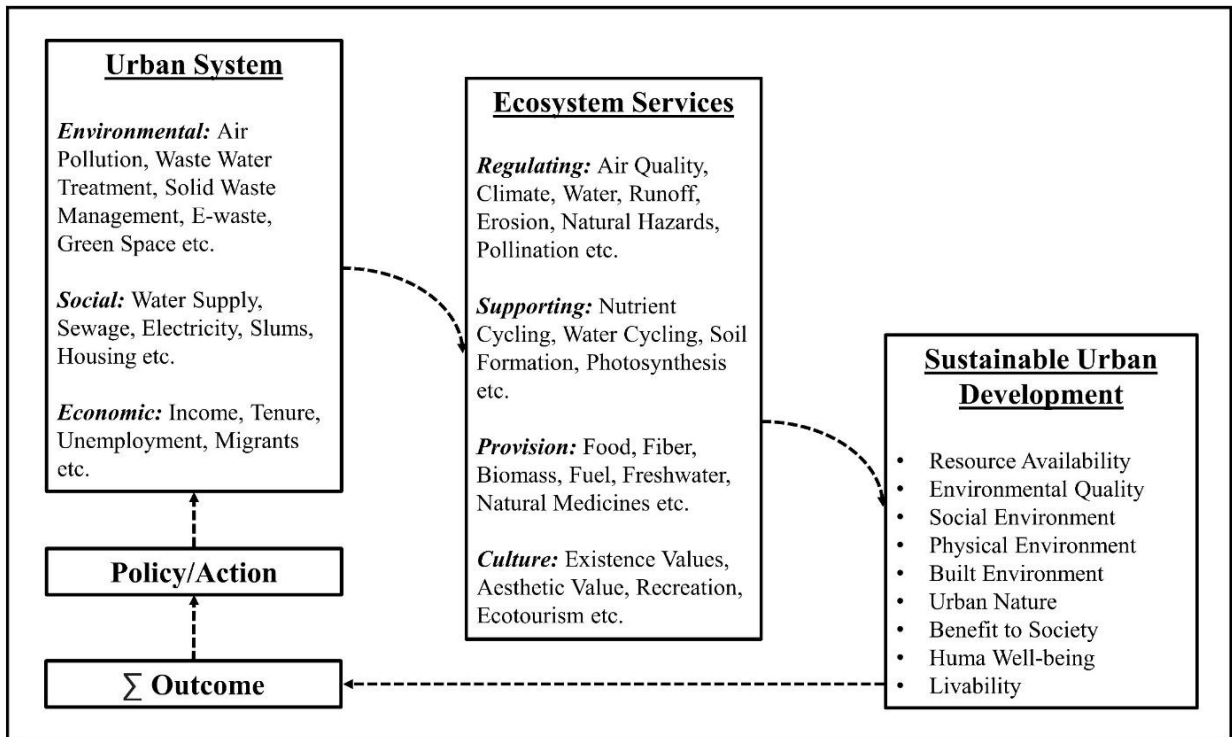 Urban System
Environmental: Air
Pollution, Waste Water
Treatment, Solid Waste
Management, E-waste,
Green Space etc.
Social: Water Supply,
Sewage, Electricity, Slums,
Housing etc.
Economic: Income, Tenure,
Unemployment, Migrants
etc.
Policy/Action
∑ Outcome
Ecosystem Services
Regulating: Air Quality,
Climate, Water, Runoff,
Erosion, Natural Hazards,
Pollination etc.
Supporting: Nutrient
Cycling, Water Cycling, Soil
Formation, Photosynthesis
etc.
Provision: Food, Fiber,
Biomass, Fuel, Freshwater,
Natural Medicines etc.
Culture: Existence Values,
Aesthetic Value, Recreation,
Ecotourism etc.
Sustainable Urban
Development
• Resource Availability
• Environmental Quality
• Social Environment
• Physical Environment
• Built Environment
• Urban Nature
• Benefit to Society
• Huma Well-being
• Livability